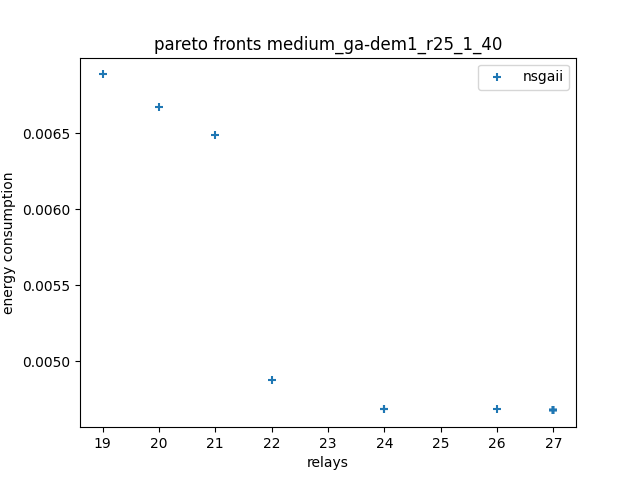 pareto fronts medium_ga-dem1_r25_1_40
nsgaii
0.0065
0.0060
0.0055
0.0050
energy consumption
19 20 21 22 23 24 25 26 27
relays